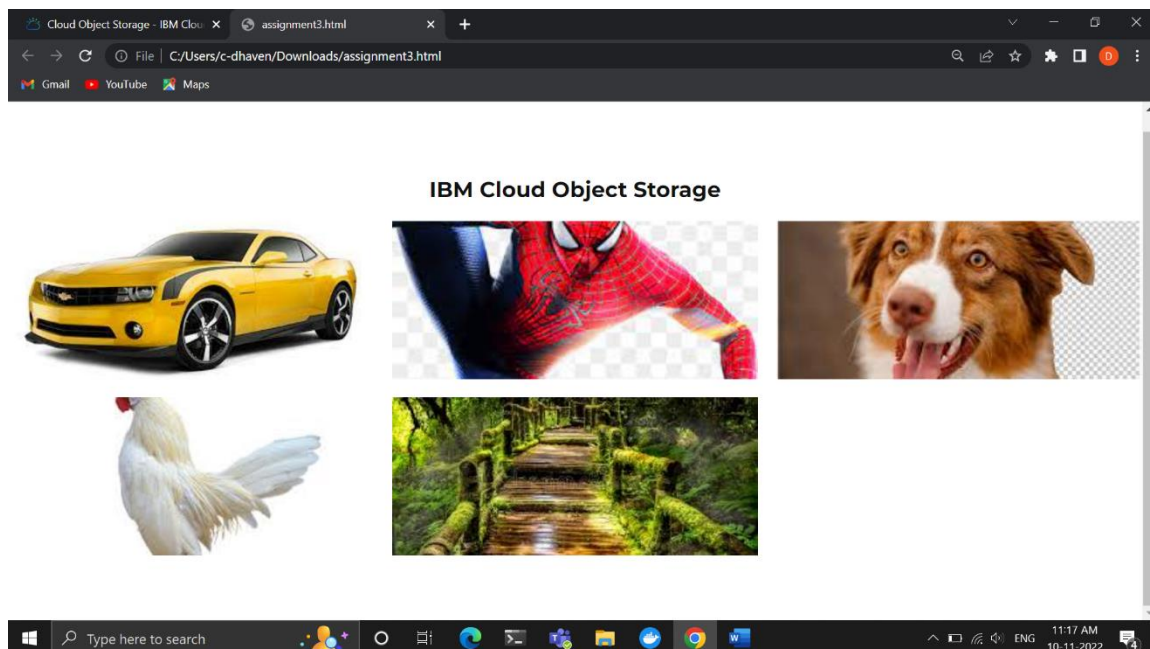 Cloud Object Storage - IBM Clou
assignment3.html
File
C:/Users/c-dhaven/Downloads/assignment3.html
D
Gmail
YouTube
Maps
IBM Cloud Object Storage
Type here to search
ENG
11:17 AM
10-11-2022
4